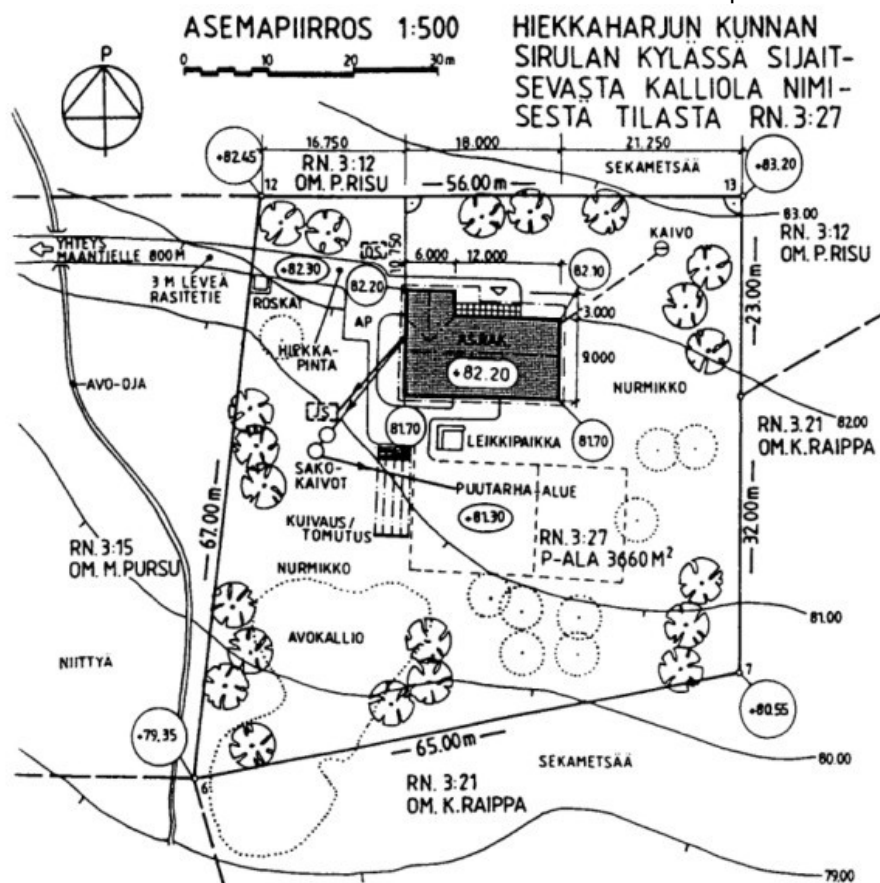 ASEMAPIIRROS 1:500
0 10 20 30 m
HIEKKAHARJUN KUNNAN
SIRULAN KYLÄSSÄ SIJAIT-
SEVASTA KALLIOLA NIMI-
SESTÄ TILASTA RN. 3:27
P
+82.45
16.750
18.000
21.250
+83.20
RN. 3:12
OM. P.RISU
SEKAMETSÄÄ
12
56.00 m
13
83.00
RN. 3:12
OM. P.RISU
KAIVO
YHTEYS
MAANTIELLE 800 M
3 M LEVEÄ
RASITETIE
+82.30
ROSKAT
82.20
6.000
12.000
82.10
3.000
9.000
23.00 m
AP
HIEKKA-
PINTA
AS.RAK.
+82.20
NURMIKKO
AVO-OJA
JS
81.70
LEIKKIPAIKKA
81.70
82.00
RN. 3.21
OM. K.RAIPPA
SAKO-
KAIVOT
PUUTARHA-ALUE
+81.30
KUIVAUS/
TOMUTUS
RN. 3:27
P-ALA 3660 M²
32.00 m
67.00 m
RN. 3:15
OM. M.PURSU
NURMIKKO
81.00
AVOKALLIO
NIITTYÄ
7
+80.55
+79,35
65.00 m
SEKAMETSÄÄ
80.00
6
RN. 3:21
OM. K.RAIPPA
79.00